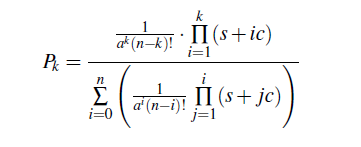 P_k = \frac{\frac{1}{a^k(n-k)!} \cdot \prod_{i=1}^{k} (s+ic)}{\sum_{i=0}^{n} \left( \frac{1}{a^i(n-i)!} \prod_{j=1}^{i} (s+jc) \right)}